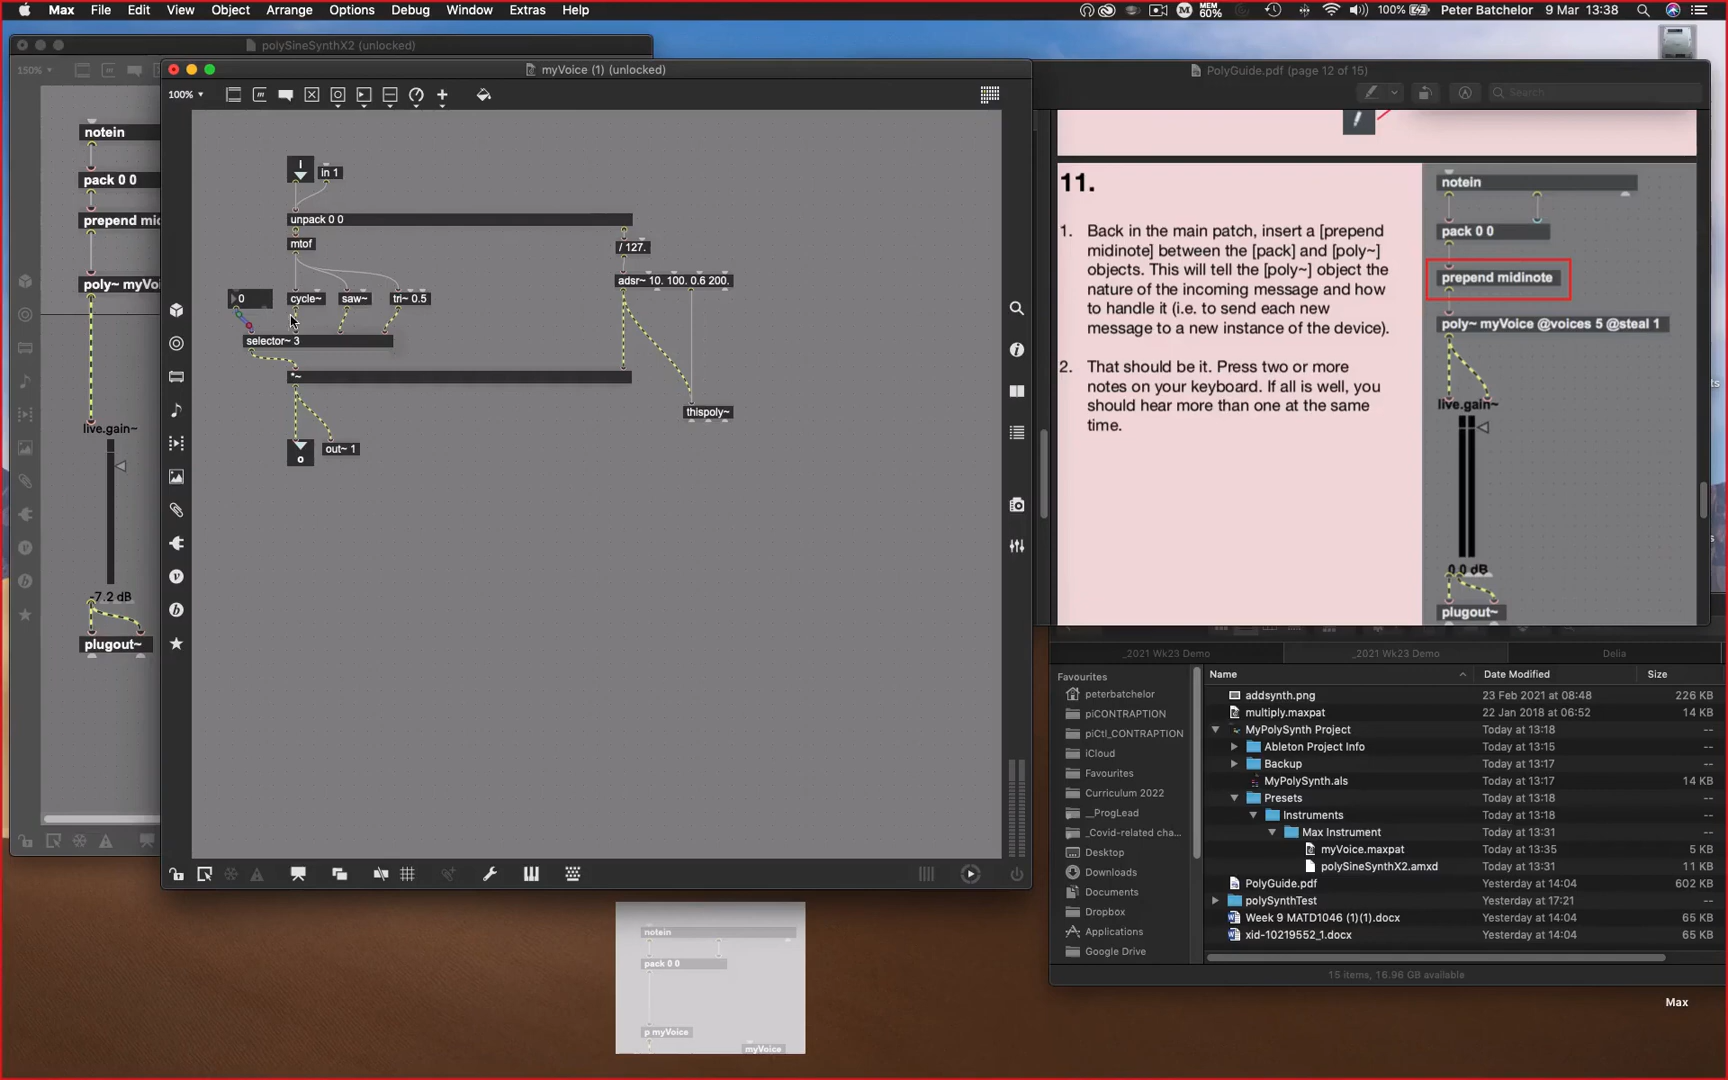 Max File Edit View Object Arrange Options Debug Window Extras Help
MEM 60%
100%
Peter Batchelor
9 Mar 13:38
polySineSynthX2 (unlocked)
150%
notein
pack 0 0
prepend mid
poly~ myVoi
live.gain~
-7.2 dB
plugout~
myVoice (1) (unlocked)
100%
in 1
unpack 0 0
mtof
/ 127.
adsr~ 10. 100. 0.6 200.
0
cycle~
saw~
tri~ 0.5
selector~ 3
*~
thispoly~
out~ 1
notein
pack 0 0
p myVoice
myVoice
PolyGuide.pdf (page 12 of 15)
Search
11.
1. Back in the main patch, insert a [prepend
midinote] between the [pack] and [poly~]
objects. This will tell the [poly~] object the
nature of the incoming message and how
to handle it (i.e. to send each new
message to a new instance of the device).
2. That should be it. Press two or more
notes on your keyboard. If all is well, you
should hear more than one at the same
time.
notein
pack 0 0
prepend midinote
poly~ myVoice @voices 5 @steal 1
live.gain~
0.0 dB
plugout~
_2021 Wk23 Demo
_2021 Wk23 Demo
Delia
Favourites
peterbatchelor
piCONTRAPTION
piCtl_CONTRAPTION
iCloud
Favourites
Curriculum 2022
__ProgLead
_Covid-related cha...
Desktop
Downloads
Documents
Dropbox
Applications
Google Drive
Name Date Modified Size
addsynth.png 23 Feb 2021 at 08:48 226 KB
multiply.maxpat 22 Jan 2018 at 06:52 14 KB
MyPolySynth Project Today at 13:18 --
Ableton Project Info Today at 13:15 --
Backup Today at 13:17 --
MyPolySynth.als Today at 13:17 14 KB
Presets Today at 13:18 --
Instruments Today at 13:18 --
Max Instrument Today at 13:31 --
myVoice.maxpat Today at 13:35 5 KB
polySineSynthX2.amxd Today at 13:31 11 KB
PolyGuide.pdf Yesterday at 14:04 602 KB
polySynthTest Yesterday at 17:21 --
Week 9 MATD1046 (1)(1).docx Yesterday at 14:04 65 KB
xid-10219552_1.docx Yesterday at 14:04 65 KB
15 items, 16.96 GB available
Max